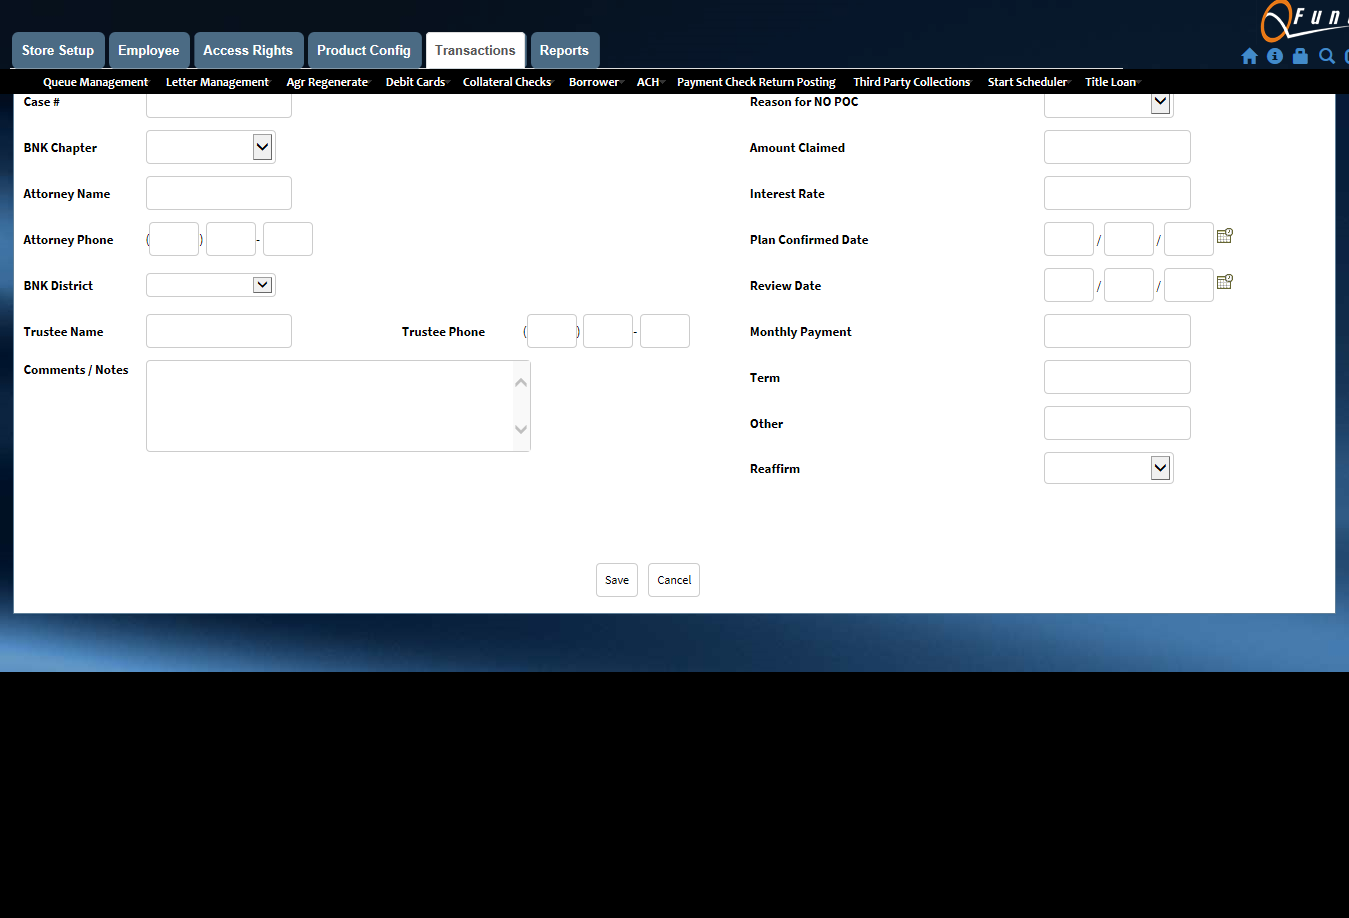 Fun
Store Setup Employee Access Rights Product Config Transactions Reports
Queue Management Letter Management Agr Regenerate Debit Cards Collateral Checks Borrower ACH Payment Check Return Posting Third Party Collections Start Scheduler Title Loan
Case # Reason for NO POC
BNK Chapter Amount Claimed
Attorney Name Interest Rate
Attorney Phone ( ) - Plan Confirmed Date / /
BNK District Review Date / /
Trustee Name Trustee Phone ( ) - Monthly Payment
Comments / Notes
Term
Other
Reaffirm
Save Cancel